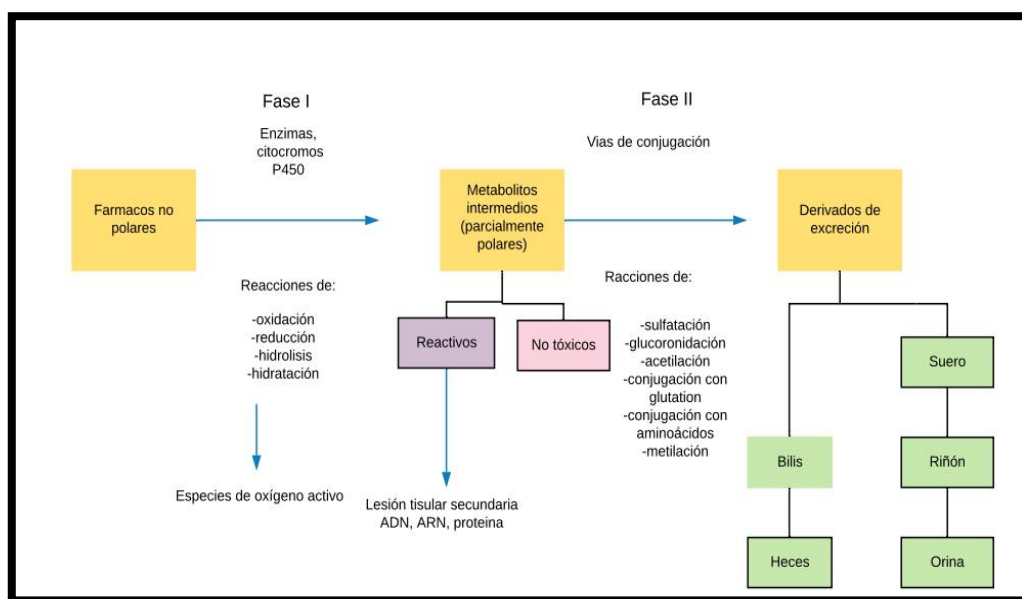 Fase I
Enzimas,
citocromos
P450
Fase II
Vias de conjugación
Farmacos no
polares
Metabolitos
intermedios
(parcialmente
polares)
Derivados de
excreción
Reacciones de:
-oxidación
-reducción
-hidrolisis
-hidratación
Especies de oxígeno activo
Reactivos
No tóxicos
Lesión tisular secundaria
ADN, ARN, proteina
Racciones de:
-sulfatación
-glucoronidación
-acetilación
-conjugación con
glutation
-conjugación con
aminoácidos
-metilación
Bilis
Heces
Suero
Riñón
Orina